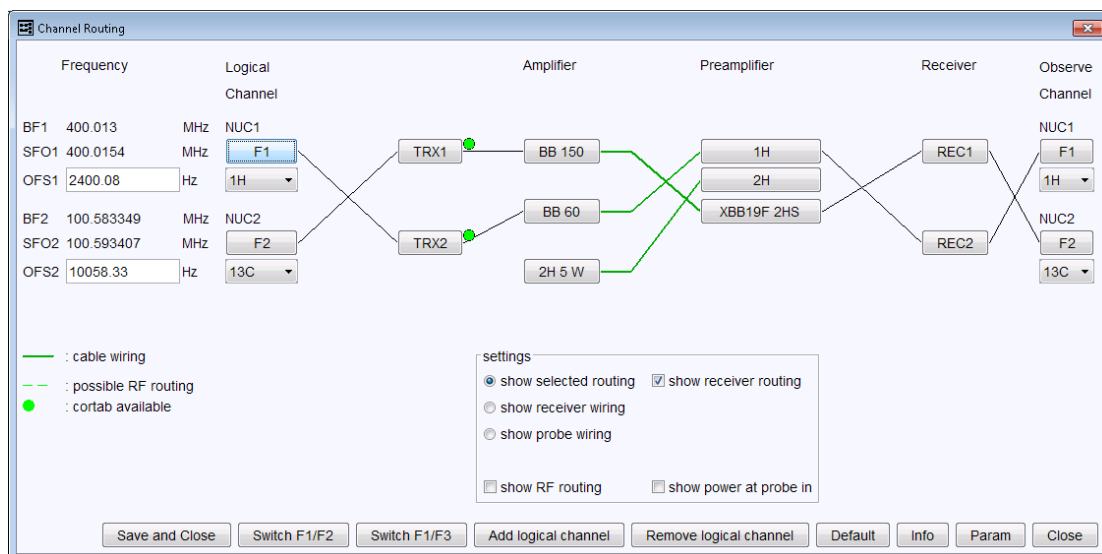 Channel Routing
Frequency Logical Channel Amplifier Preamplifier Receiver Observe Channel
BF1 400.013 MHz NUC1 NUC1
SFO1 400.0154 MHz F1 TRX1 BB 150 1H REC1 F1
OFS1 2400.08 Hz 1H 2H 1H
BF2 100.583349 MHz NUC2 BB 60 XBB19F 2HS NUC2
SFO2 100.593407 MHz F2 TRX2 REC2 F2
OFS2 10058.33 Hz 13C 2H 5 W 13C
: cable wiring
: possible RF routing
: cortab available
settings
show selected routing show receiver routing
show receiver wiring
show probe wiring
show RF routing show power at probe in
Save and Close Switch F1/F2 Switch F1/F3 Add logical channel Remove logical channel Default Info Param Close